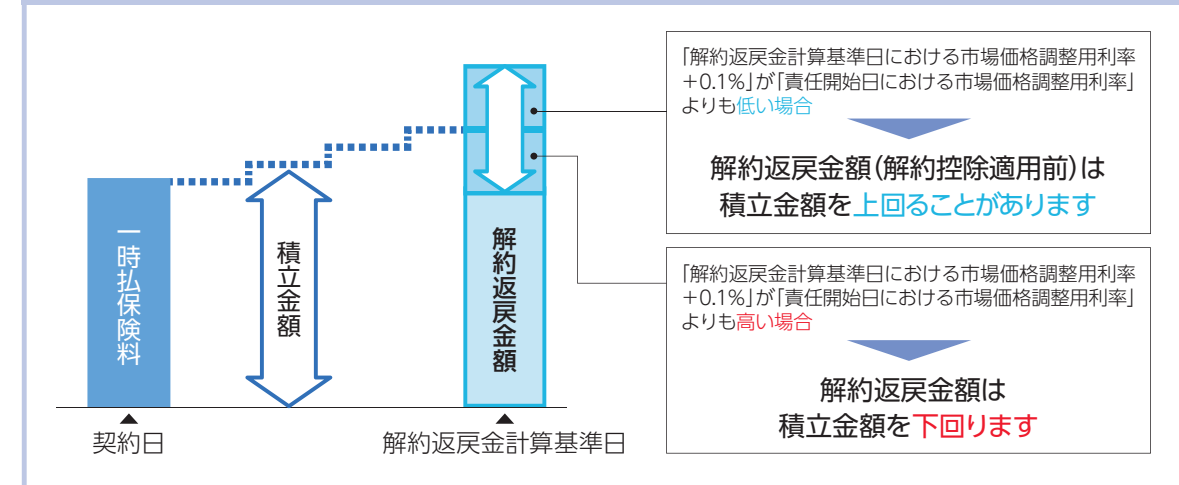 一時払保険料
積立金額
解約返戻金額
契約日
解約返戻金計算基準日
「解約返戻金計算基準日における市場価格調整用利率
＋0.1%」が「責任開始日における市場価格調整用利率」
よりも低い場合
解約返戻金額（解約控除適用前）は
積立金額を上回ることがあります
「解約返戻金計算基準日における市場価格調整用利率
＋0.1%」が「責任開始日における市場価格調整用利率」
よりも高い場合
解約返戻金額は
積立金額を下回ります